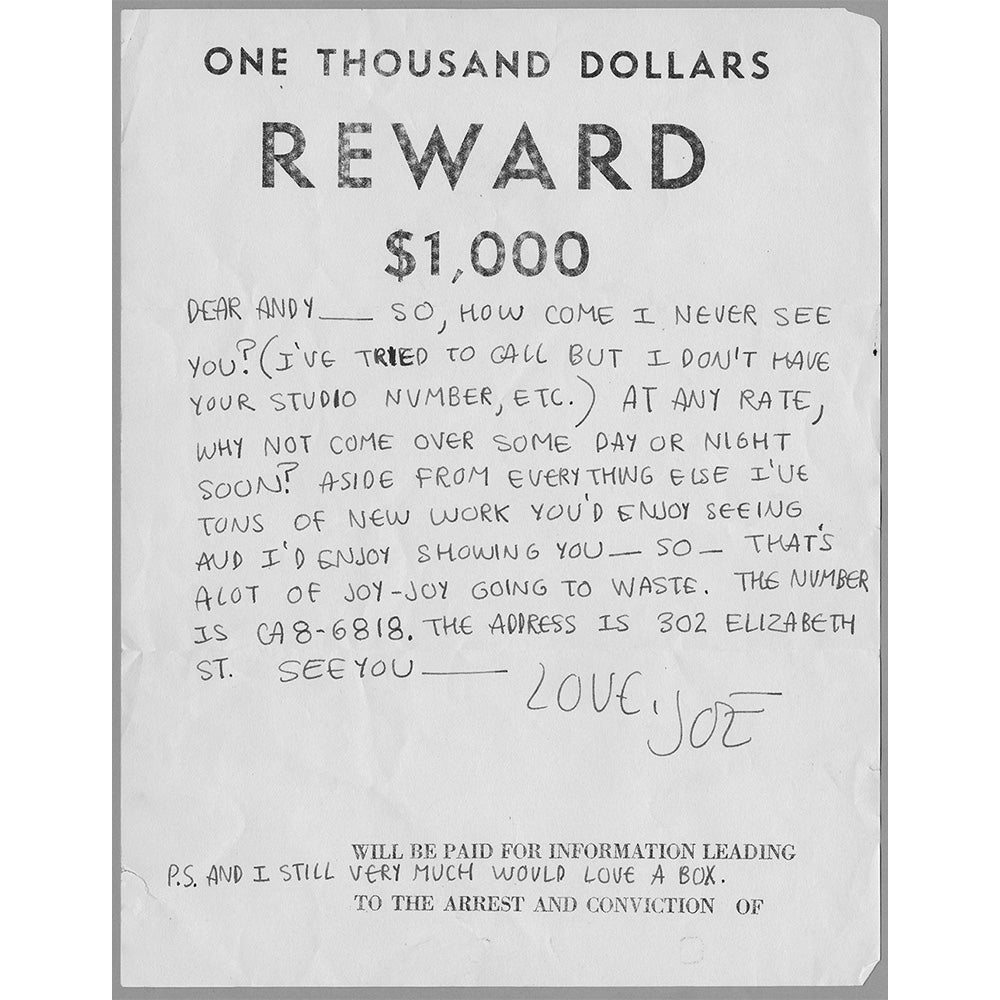 ONE THOUSAND DOLLARS
REWARD
$1,000
DEAR ANDY___ SO, HOW COME I NEVER SEE
YOU? (I'VE TRIED TO CALL BUT I DON'T HAVE
YOUR STUDIO NUMBER, ETC.) AT ANY RATE,
WHY NOT COME OVER SOME DAY OR NIGHT
SOON? ASIDE FROM EVERYTHING ELSE I'VE
TONS OF NEW WORK YOU'D ENJOY SEEING
AND I'D ENJOY SHOWING YOU — SO — THAT'S
ALOT OF JOY-JOY GOING TO WASTE. THE NUMBER
IS CA8-6818. THE ADDRESS IS 302 ELIZABETH
ST. SEE YOU ____
LOVE, JOE
WILL BE PAID FOR INFORMATION LEADING
P.S. AND I STILL VERY MUCH WOULD LOVE A BOX.
TO THE ARREST AND CONVICTION OF